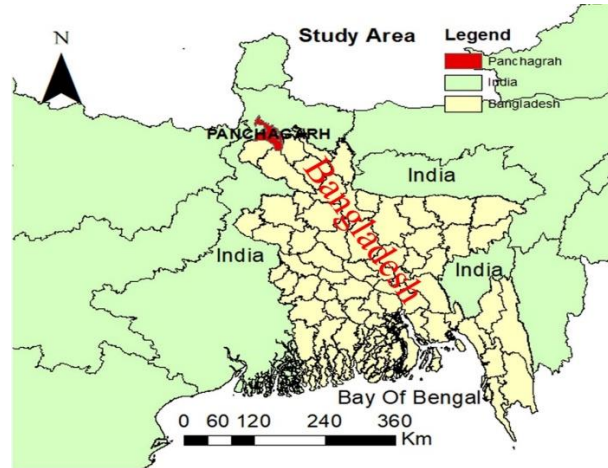 N
Study Area
Legend
Panchagrah
India
Bangladesh
PANCHAGARH
India
Bangladesh
India
India
Bay Of Bengal
0 60 120 240 360
Km